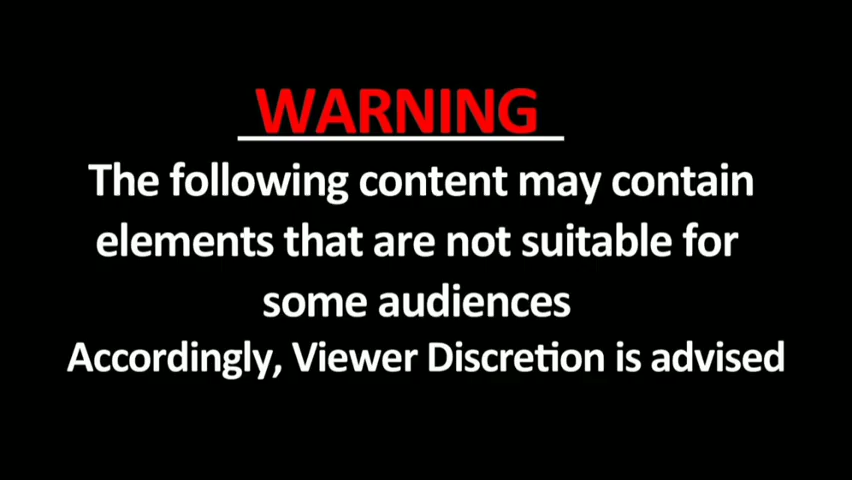 WARNING
The following content may contain
elements that are not suitable for
some audiences
Accordingly, Viewer Discretion is advised